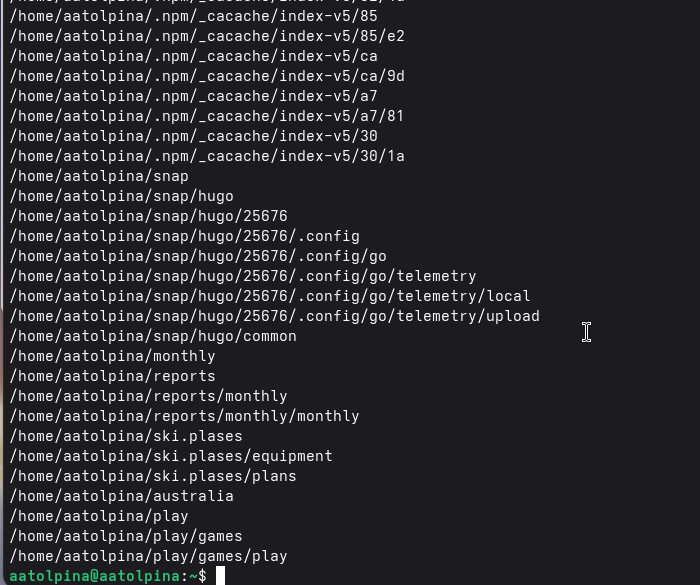 /home/aatolpina/.npm/_cacache/index-v5/85
/home/aatolpina/.npm/_cacache/index-v5/85/e2
/home/aatolpina/.npm/_cacache/index-v5/ca
/home/aatolpina/.npm/_cacache/index-v5/ca/9d
/home/aatolpina/.npm/_cacache/index-v5/a7
/home/aatolpina/.npm/_cacache/index-v5/a7/81
/home/aatolpina/.npm/_cacache/index-v5/30
/home/aatolpina/.npm/_cacache/index-v5/30/1a
/home/aatolpina/snap
/home/aatolpina/snap/hugo
/home/aatolpina/snap/hugo/25676
/home/aatolpina/snap/hugo/25676/.config
/home/aatolpina/snap/hugo/25676/.config/go
/home/aatolpina/snap/hugo/25676/.config/go/telemetry
/home/aatolpina/snap/hugo/25676/.config/go/telemetry/local
/home/aatolpina/snap/hugo/25676/.config/go/telemetry/upload
/home/aatolpina/snap/hugo/common
/home/aatolpina/monthly
/home/aatolpina/reports
/home/aatolpina/reports/monthly
/home/aatolpina/reports/monthly/monthly
/home/aatolpina/ski.plases
/home/aatolpina/ski.plases/equipment
/home/aatolpina/ski.plases/plans
/home/aatolpina/australia
/home/aatolpina/play
/home/aatolpina/play/games
/home/aatolpina/play/games/play
aatolpina@aatolpina:~$